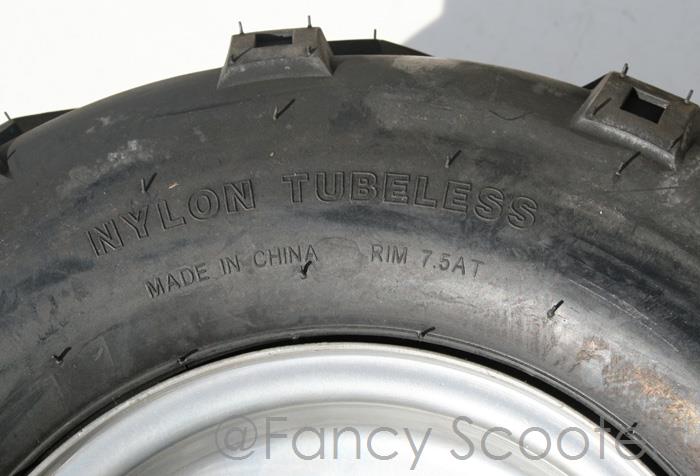 NYLON TUBELESS
MADE IN CHINA RIM 7.5AT
@Fancy Scoote